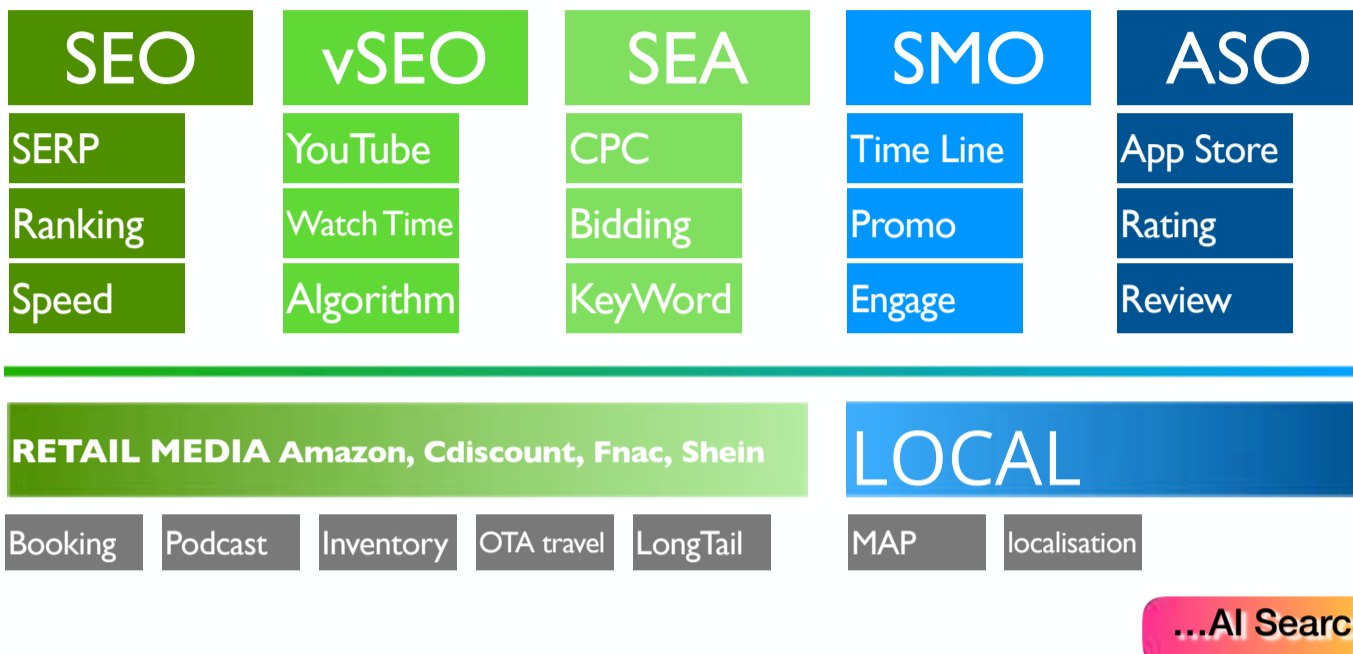 SEO vSEO SEA SMO ASO
SERP YouTube CPC Time Line App Store
Ranking Watch Time Bidding Promo Rating
Speed Algorithm KeyWord Engage Review
RETAIL MEDIA Amazon, Cdiscount, Fnac, Shein LOCAL
Booking Podcast Inventory OTA travel LongTail MAP localisation
...AI Searc